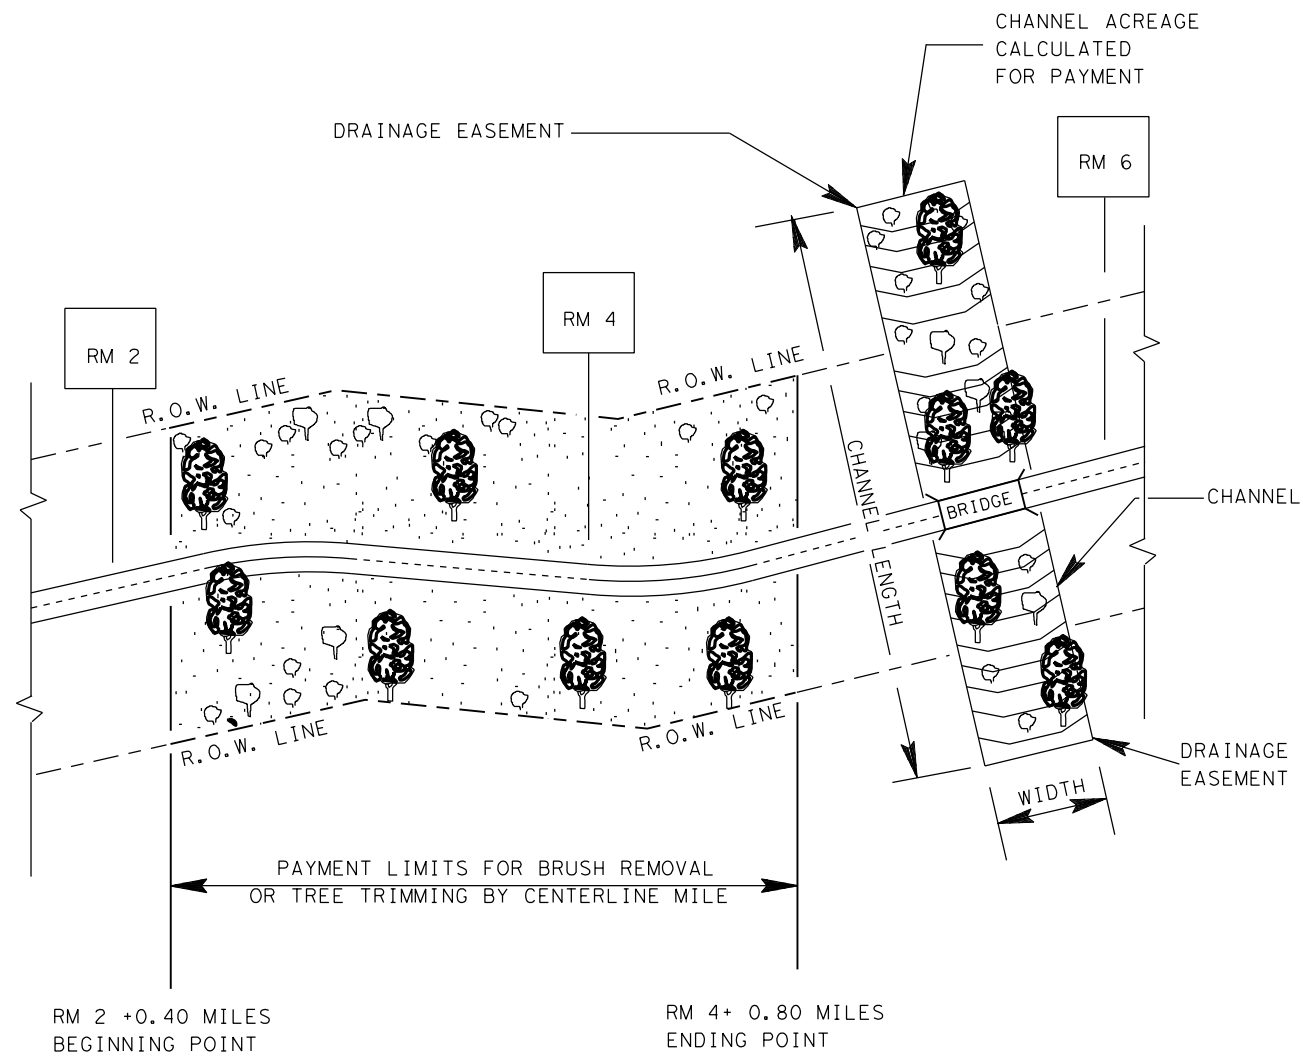 CHANNEL ACREAGE
CALCULATED
FOR PAYMENT
DRAINAGE EASEMENT
RM 6
RM 4
RM 2
R.O.W. LINE
R.O.W. LINE
CHANNEL LENGTH
BRIDGE
CHANNEL
R.O.W. LINE
R.O.W. LINE
DRAINAGE
EASEMENT
WIDTH
PAYMENT LIMITS FOR BRUSH REMOVAL
OR TREE TRIMMING BY CENTERLINE MILE
RM 2 +0.40 MILES
BEGINNING POINT
RM 4+ 0.80 MILES
ENDING POINT